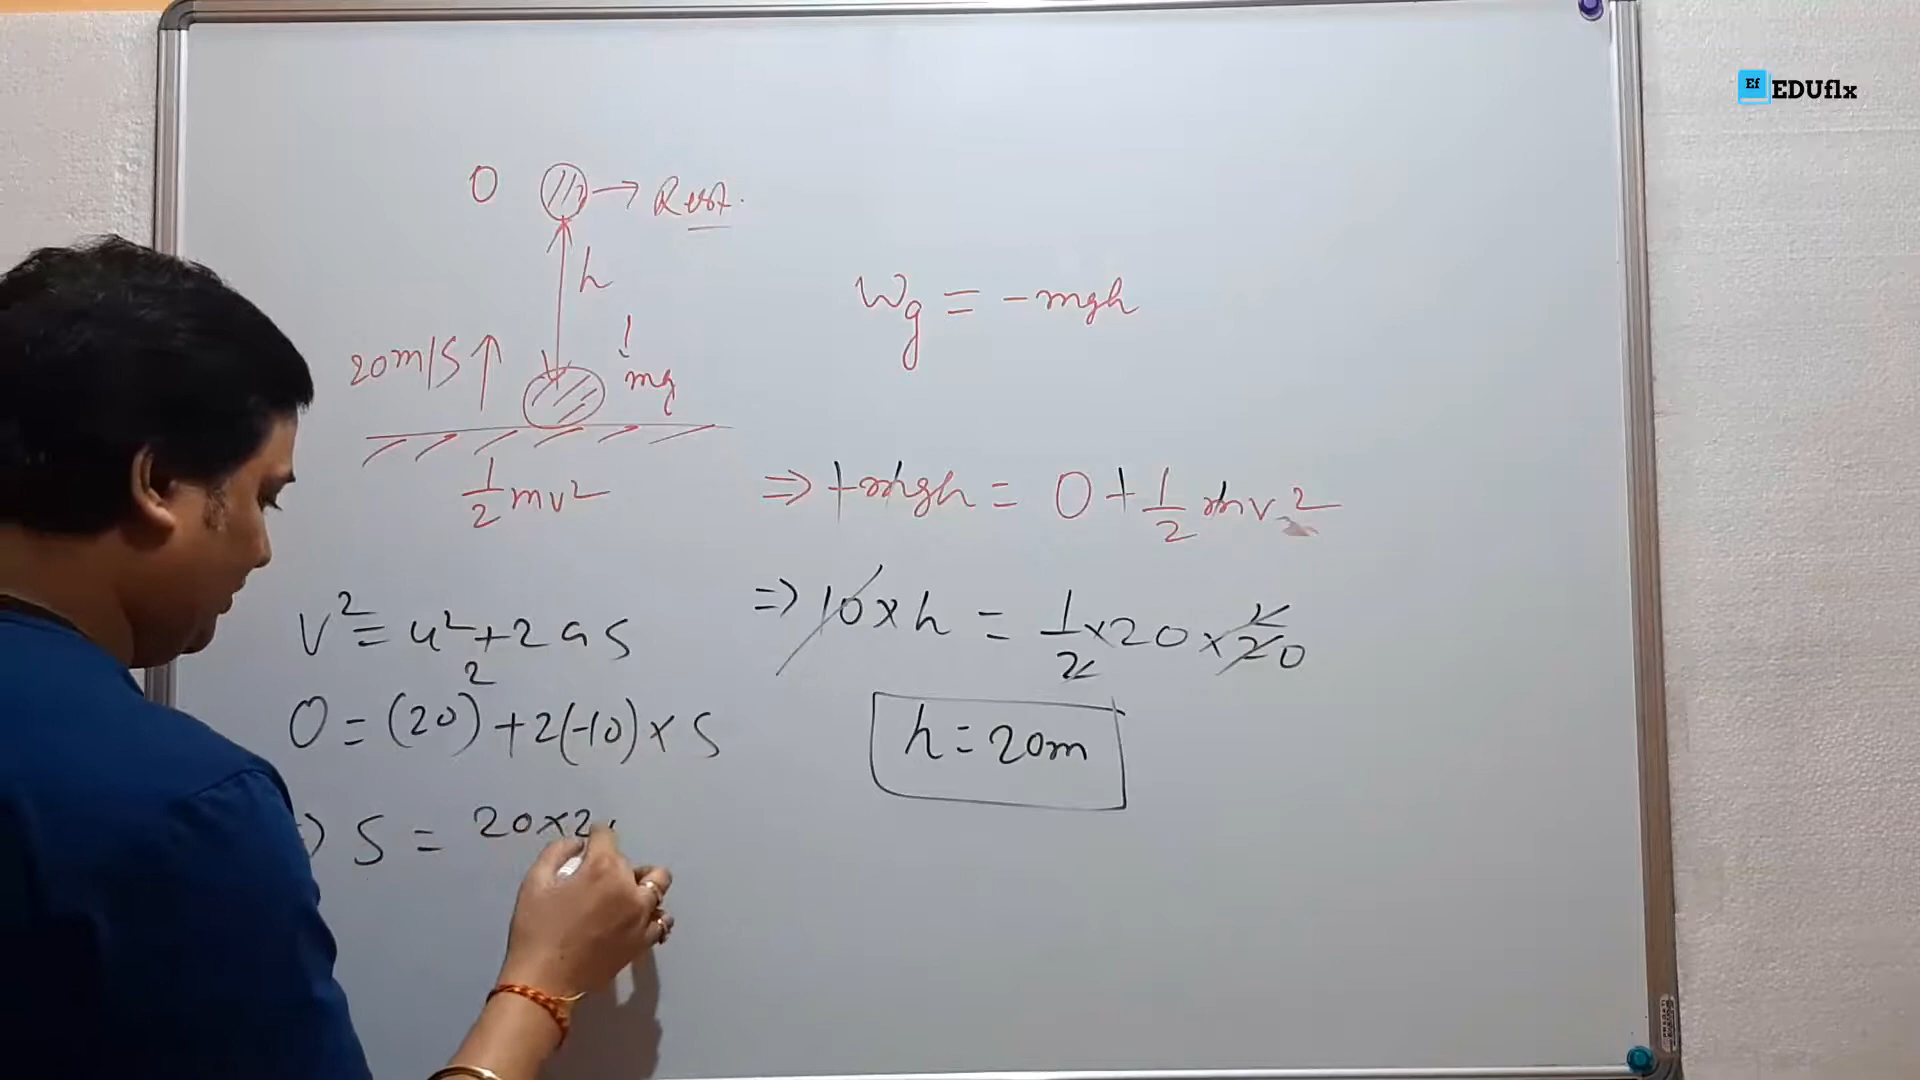 Ef EDUflx
0 → Rest.
h
20m/s ↑
mg
1/2 mv²
Wg = -mgh
⇒ +mgh = 0 + 1/2 mv²
⇒ 10 × h = 1/2 × 20 × 20
h = 20m
v² = u² + 2as
0 = (20)² + 2(-10) × s
⇒ s = 20×2